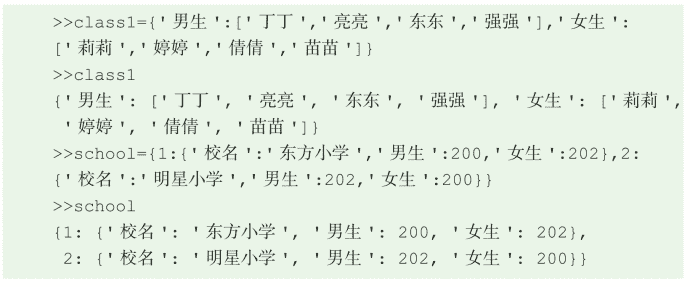 >>class1={'男生':['丁丁','亮亮','东东','强强'],'女生':
['莉莉','婷婷','倩倩','苗苗']}
>>class1
{'男生': ['丁丁', '亮亮', '东东', '强强'], '女生': ['莉莉',
'婷婷', '倩倩', '苗苗']}
>>school={1:{'校名':'东方小学','男生':200,'女生':202},2:
{'校名':'明星小学','男生':202,'女生':200}}
>>school
{1: {'校名': '东方小学', '男生': 200, '女生': 202},
2: {'校名': '明星小学', '男生': 202, '女生': 200}}